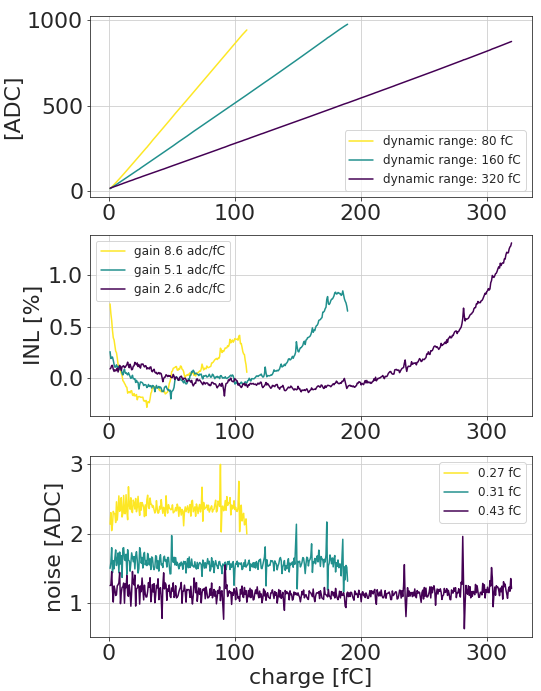 1000
500
0
[ADC]
dynamic range: 80 fC
dynamic range: 160 fC
dynamic range: 320 fC
0 100 200 300
INL [%]
1.0
0.5
0.0
gain 8.6 adc/fC
gain 5.1 adc/fC
gain 2.6 adc/fC
0 100 200 300
noise [ADC]
3
2
1
0.27 fC
0.31 fC
0.43 fC
0 100 200 300
charge [fC]